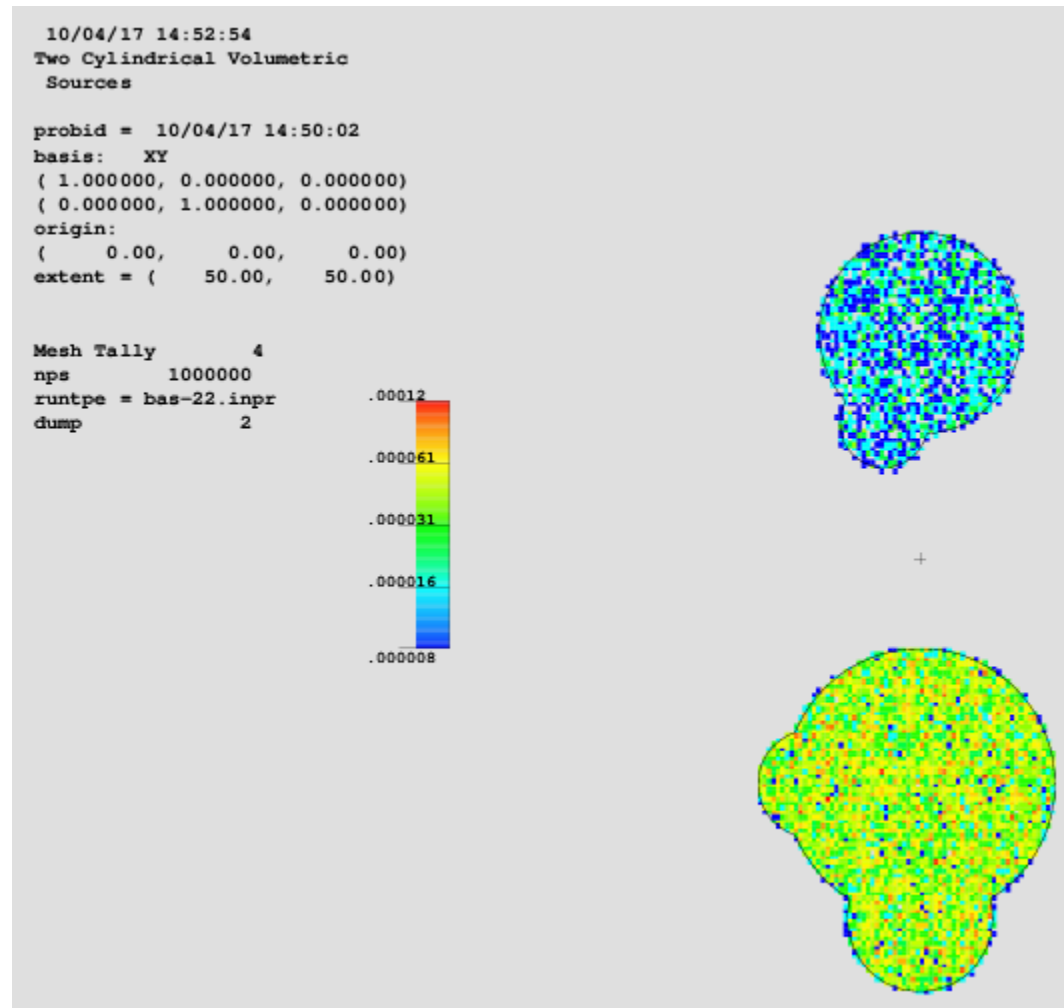 10/04/17 14:52:54
Two Cylindrical Volumetric
Sources
probid = 10/04/17 14:50:02
basis: XY
( 1.000000, 0.000000, 0.000000)
( 0.000000, 1.000000, 0.000000)
origin:
( 0.00, 0.00, 0.00)
extent = ( 50.00, 50.00)
Mesh Tally 4
nps 1000000
runtpe = bas-22.inpr
dump 2
.00012
.000061
.000031
.000016
.000008